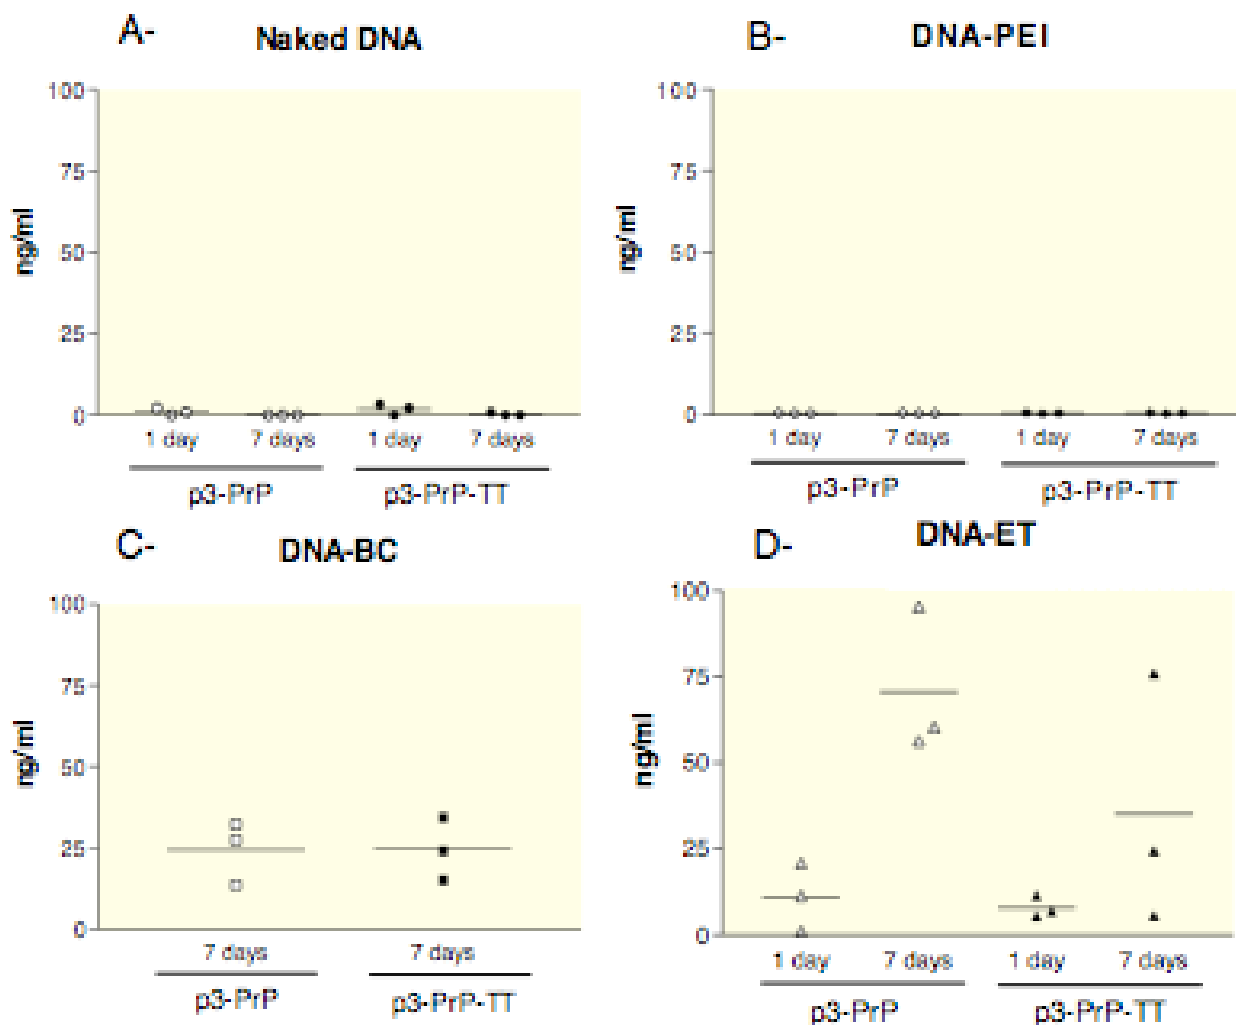 A-
Naked DNA
100
75
50
25
0
ng/ml
1 day
7 days
1 day
7 days
p3-PrP
p3-PrP-TT
B-
DNA-PEI
100
75
50
25
0
ng/ml
1 day
7 days
1 day
7 days
p3-PrP
p3-PrP-TT
C-
DNA-BC
100
75
50
25
0
ng/ml
7 days
7 days
p3-PrP
p3-PrP-TT
D-
DNA-ET
100
75
50
25
0
ng/ml
1 day
7 days
1 day
7 days
p3-PrP
p3-PrP-TT